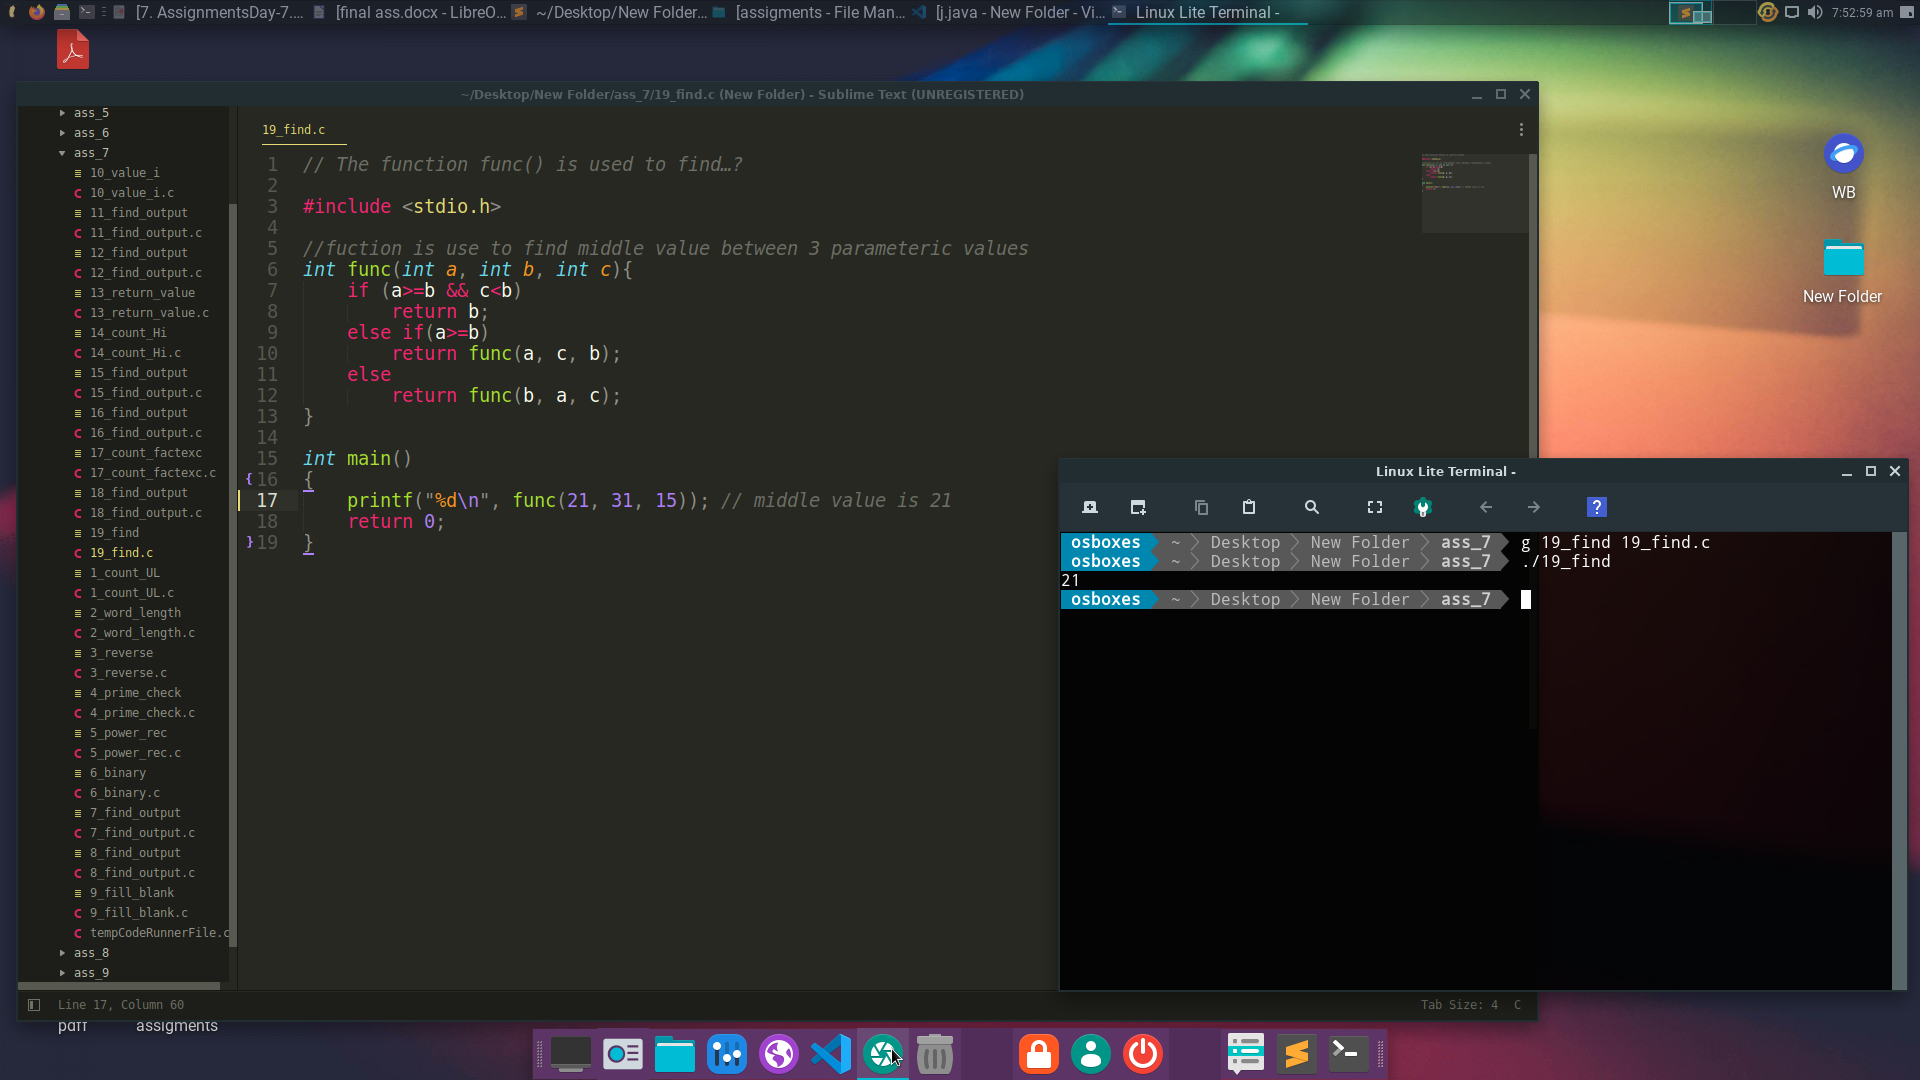 [7. AssignmentsDay-7.... [final ass.docx - LibreO... ~/Desktop/New Folder... [assigments - File Man... [j.java - New Folder - Vi... Linux Lite Terminal - 7:52:59 am
~/Desktop/New Folder/ass_7/19_find.c (New Folder) - Sublime Text (UNREGISTERED)
ass_5
ass_6
ass_7
10_value_i
10_value_i.c
11_find_output
11_find_output.c
12_find_output
12_find_output.c
13_return_value
13_return_value.c
14_count_Hi
14_count_Hi.c
15_find_output
15_find_output.c
16_find_output
16_find_output.c
17_count_factexc
17_count_factexc.c
18_find_output
18_find_output.c
19_find
19_find.c
1_count_UL
1_count_UL.c
2_word_length
2_word_length.c
3_reverse
3_reverse.c
4_prime_check
4_prime_check.c
5_power_rec
5_power_rec.c
6_binary
6_binary.c
7_find_output
7_find_output.c
8_find_output
8_find_output.c
9_fill_blank
9_fill_blank.c
tempCodeRunnerFile.c
ass_8
ass_9
19_find.c
1 // The function func() is used to find…?
2
3 #include <stdio.h>
4
5 //fuction is use to find middle value between 3 parameteric values
6 int func(int a, int b, int c){
7 if (a>=b && c<b)
8 return b;
9 else if(a>=b)
10 return func(a, c, b);
11 else
12 return func(b, a, c);
13 }
14
15 int main()
16 {
17 printf("%d\n", func(21, 31, 15)); // middle value is 21
18 return 0;
19 }
Line 17, Column 60
Tab Size: 4 C
Linux Lite Terminal -
osboxes ~ Desktop New Folder ass_7 g 19_find 19_find.c
osboxes ~ Desktop New Folder ass_7 ./19_find
21
osboxes ~ Desktop New Folder ass_7
WB
New Folder
pdff
assigments